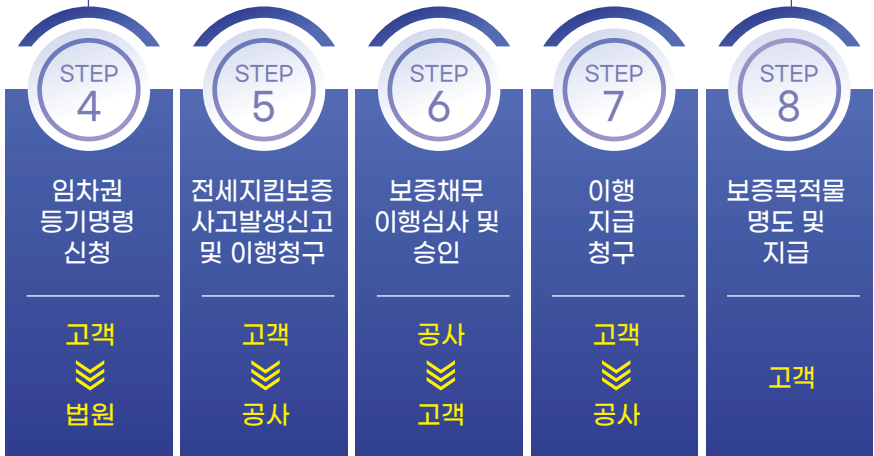 STEP
4
임차권
등기명령
신청
고객
법원
STEP
5
전세지킴보증
사고발생신고
및 이행청구
고객
공사
STEP
6
보증채무
이행심사 및
승인
공사
고객
STEP
7
이행
지급
청구
고객
공사
STEP
8
보증목적물
명도 및
지급
고객